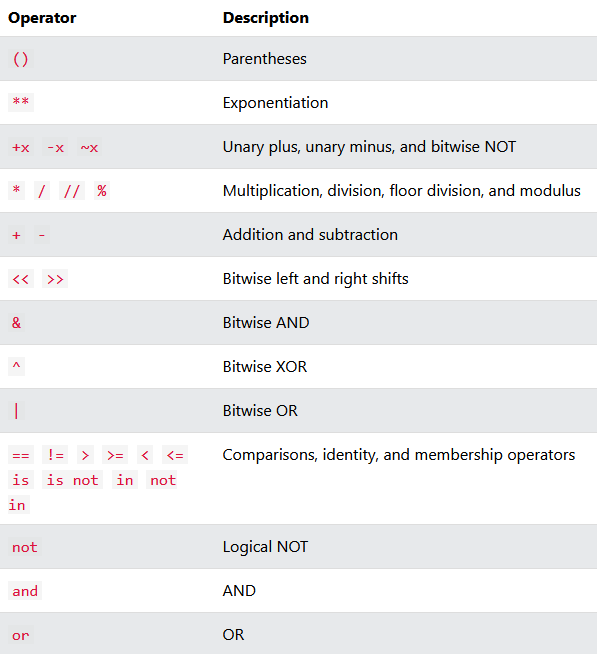 Operator Description
() Parentheses
** Exponentiation
+x -x ~x Unary plus, unary minus, and bitwise NOT
* / // % Multiplication, division, floor division, and modulus
+ - Addition and subtraction
<< >> Bitwise left and right shifts
& Bitwise AND
^ Bitwise XOR
| Bitwise OR
== != > >= < <= Comparisons, identity, and membership operators
is is not in not
in
not Logical NOT
and AND
or OR